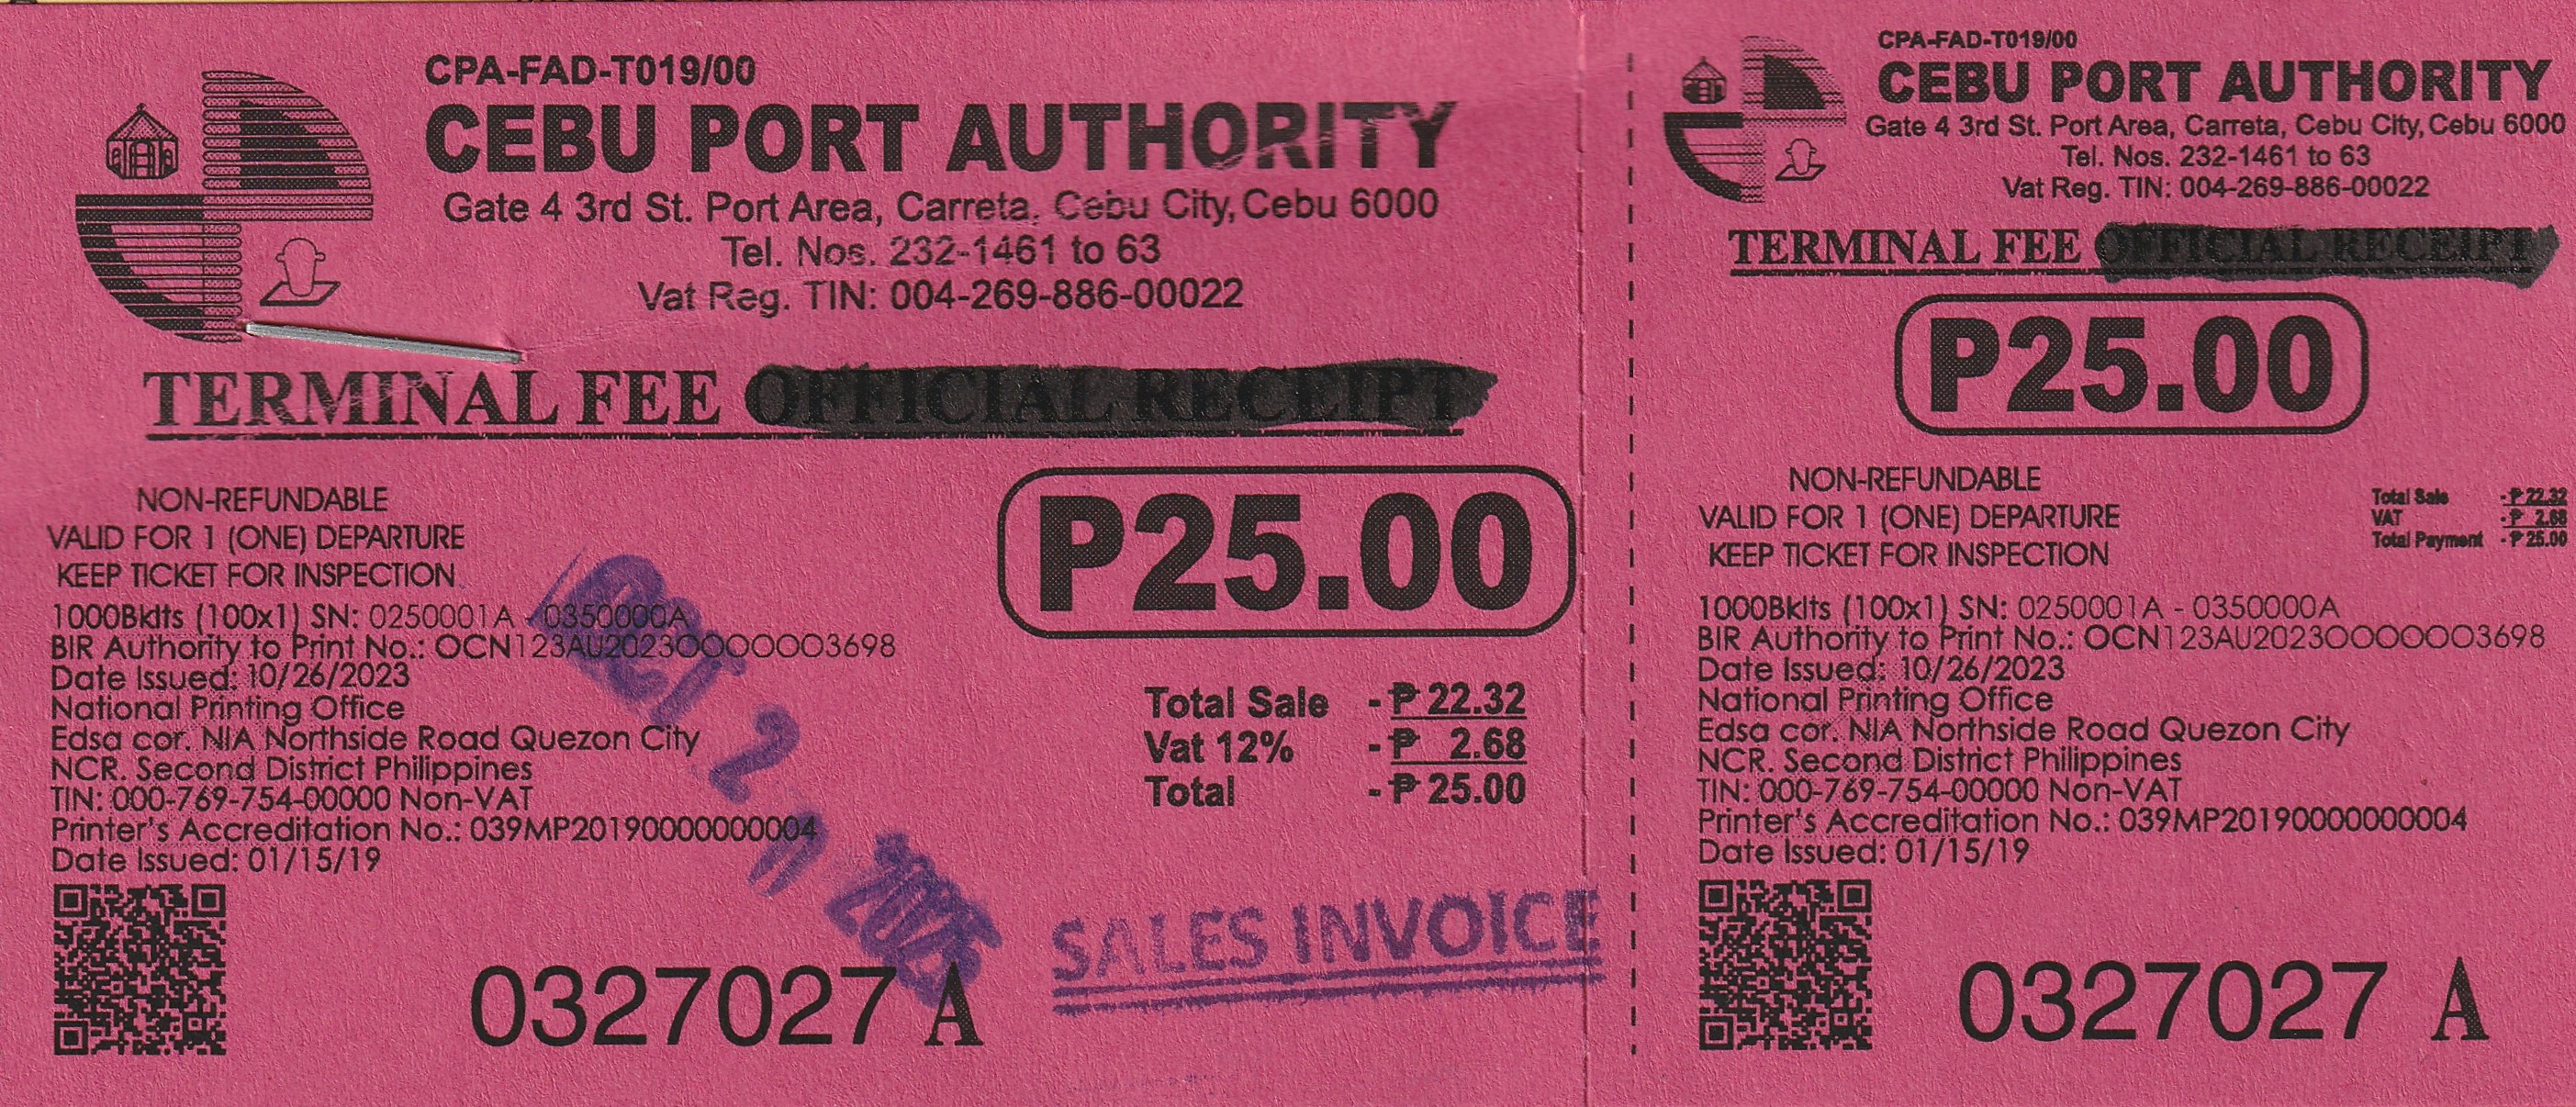 CPA-FAD-T019/00
CEBU PORT AUTHORITY
Gate 4 3rd St. Port Area, Carreta, Cebu City, Cebu 6000
Tel. Nos. 232-1461 to 63
Vat Reg. TIN: 004-269-886-00022
TERMINAL FEE OFFICIAL RECEIPT
NON-REFUNDABLE
VALID FOR 1 (ONE) DEPARTURE
KEEP TICKET FOR INSPECTION
P25.00
1000Bklts (100x1) SN: 0250001A - 0350000A
BIR Authority to Print No.: OCN123AU20230000003698
Date Issued: 10/26/2023
National Printing Office
Edsa cor. NIA Northside Road Quezon City
NCR. Second District Philippines
TIN: 000-769-754-00000 Non-VAT
Printer's Accreditation No.: 039MP20190000000004
Date Issued: 01/15/19
Total Sale - ₱ 22.32
Vat 12% - ₱ 2.68
Total - ₱ 25.00
OCT 2 2025
SALES INVOICE
0327027 A
CPA-FAD-T019/00
CEBU PORT AUTHORITY
Gate 4 3rd St. Port Area, Carreta, Cebu City, Cebu 6000
Tel. Nos. 232-1461 to 63
Vat Reg. TIN: 004-269-886-00022
TERMINAL FEE OFFICIAL RECEIPT
P25.00
NON-REFUNDABLE
VALID FOR 1 (ONE) DEPARTURE
KEEP TICKET FOR INSPECTION
Total Sale - ₱ 22.32
VAT - ₱ 2.68
Total Payment - ₱ 25.00
1000Bklts (100x1) SN: 0250001A - 0350000A
BIR Authority to Print No.: OCN123AU20230000003698
Date Issued: 10/26/2023
National Printing Office
Edsa cor. NIA Northside Road Quezon City
NCR. Second District Philippines
TIN: 000-769-754-00000 Non-VAT
Printer's Accreditation No.: 039MP20190000000004
Date Issued: 01/15/19
0327027 A